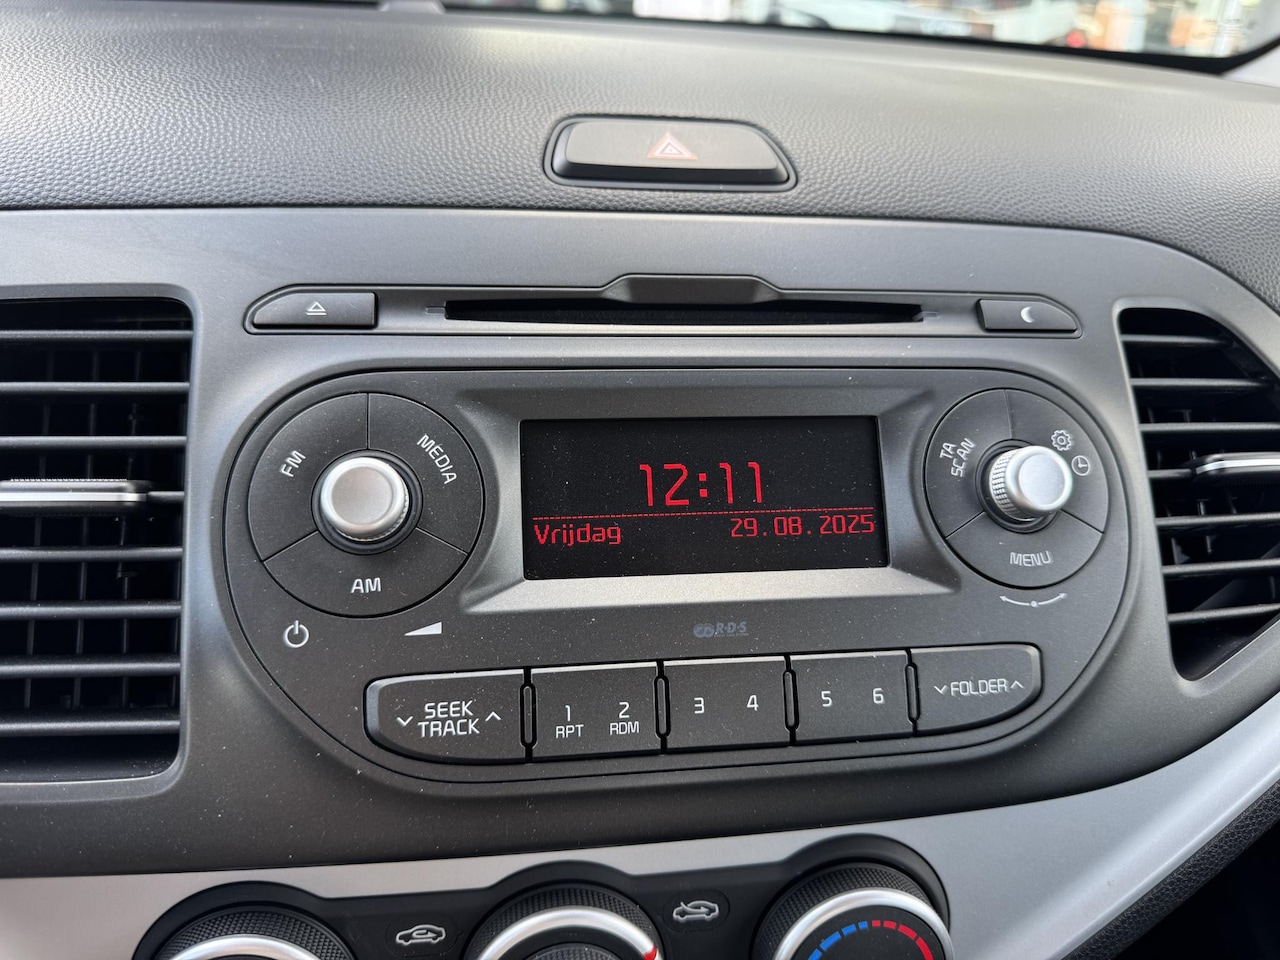 FM
MEDIA
AM
12:11
Vrijdag 29.08.2025
TA
SCAN
MENU
R·D·S
SEEK
TRACK
1
RPT
2
RDM
3
4
5
6
FOLDER